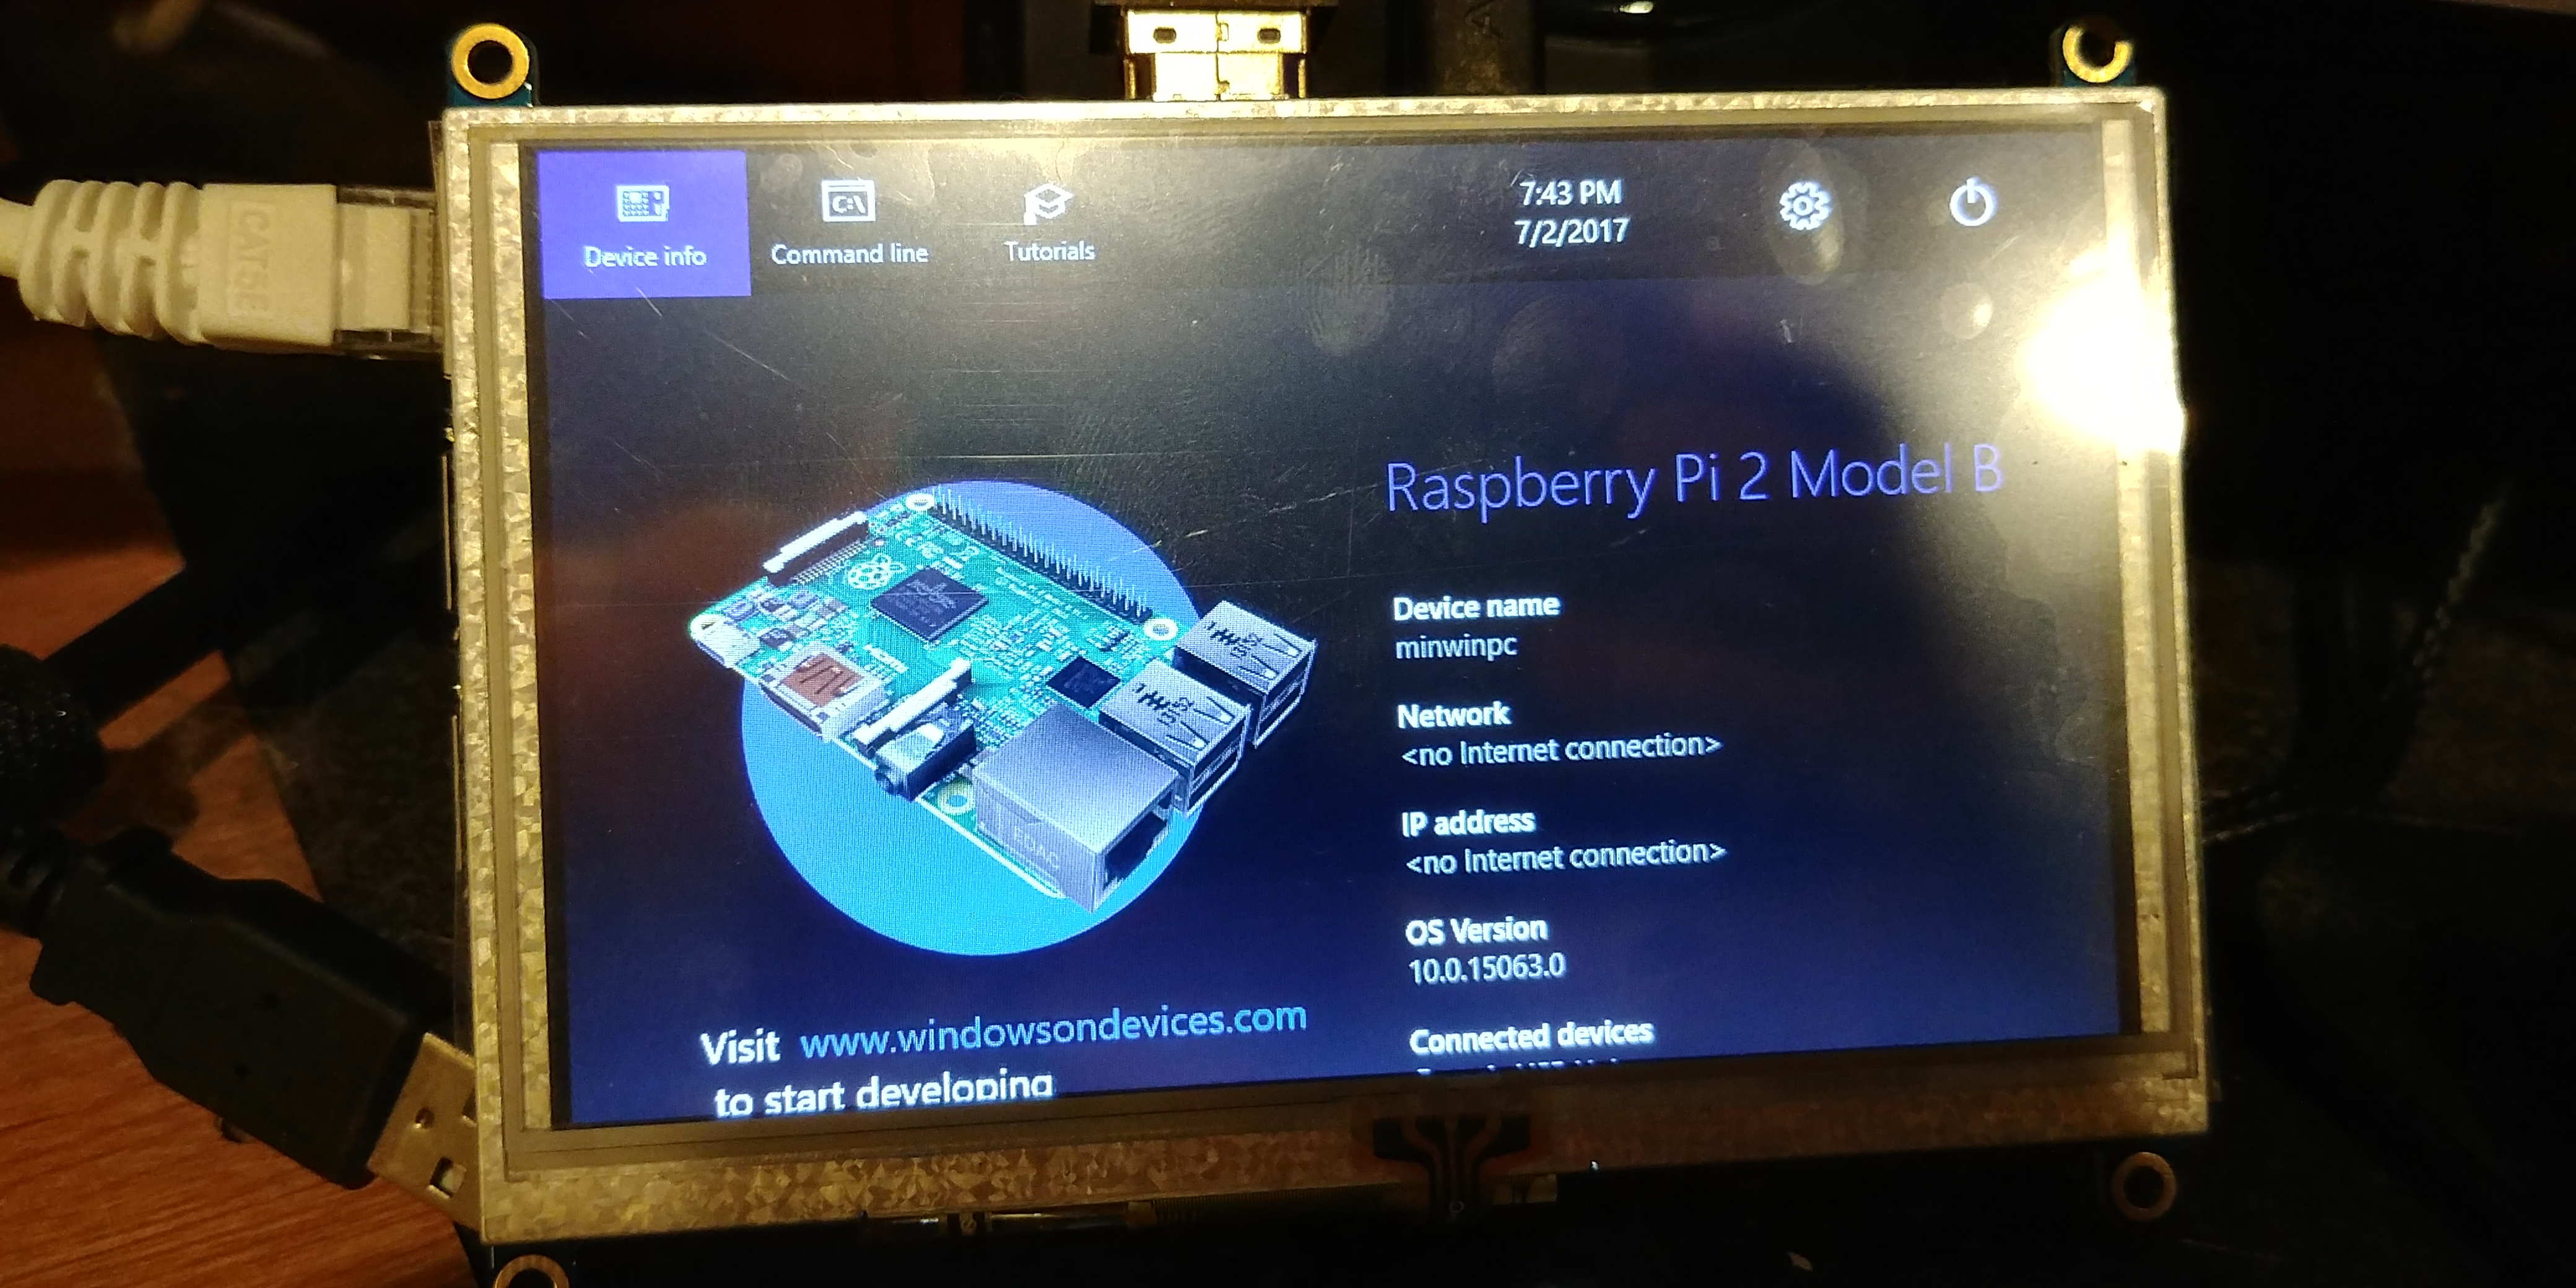 CAT5E
Device info
C:\
Command line
Tutorials
7:43 PM
7/2/2017
Raspberry Pi 2 Model B
Device name
minwinpc
Network
<no Internet connection>
IP address
<no Internet connection>
OS Version
10.0.15063.0
Connected devices
EDAC
Visit www.windowsondevices.com
to start developing